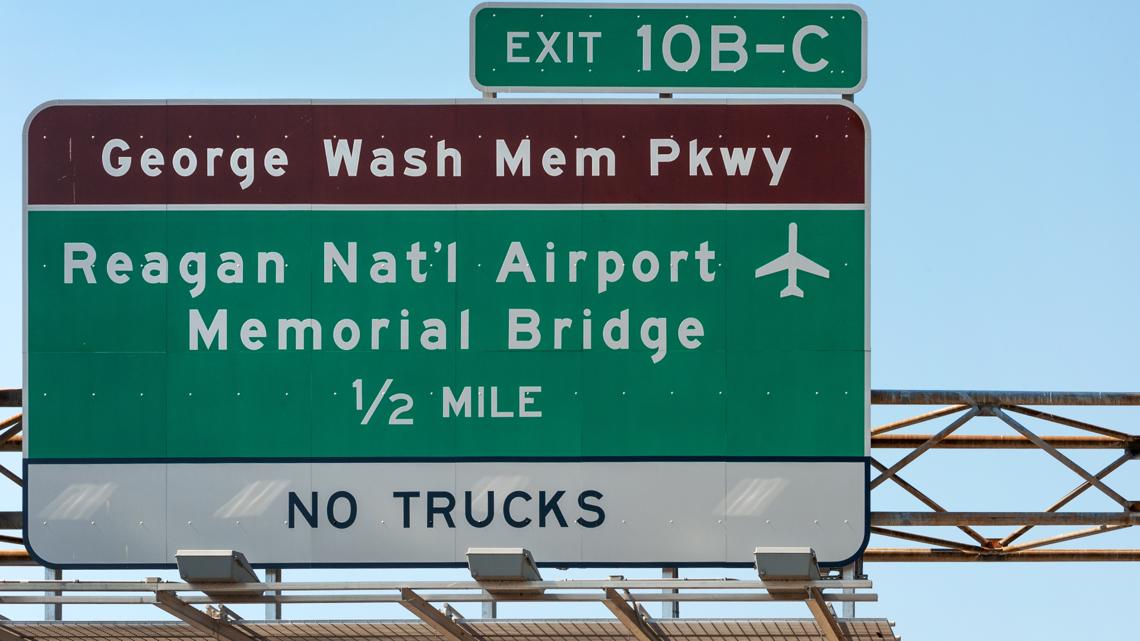 EXIT 10B-C
George Wash Mem Pkwy
Reagan Nat'l Airport
Memorial Bridge
1/2 MILE
NO TRUCKS